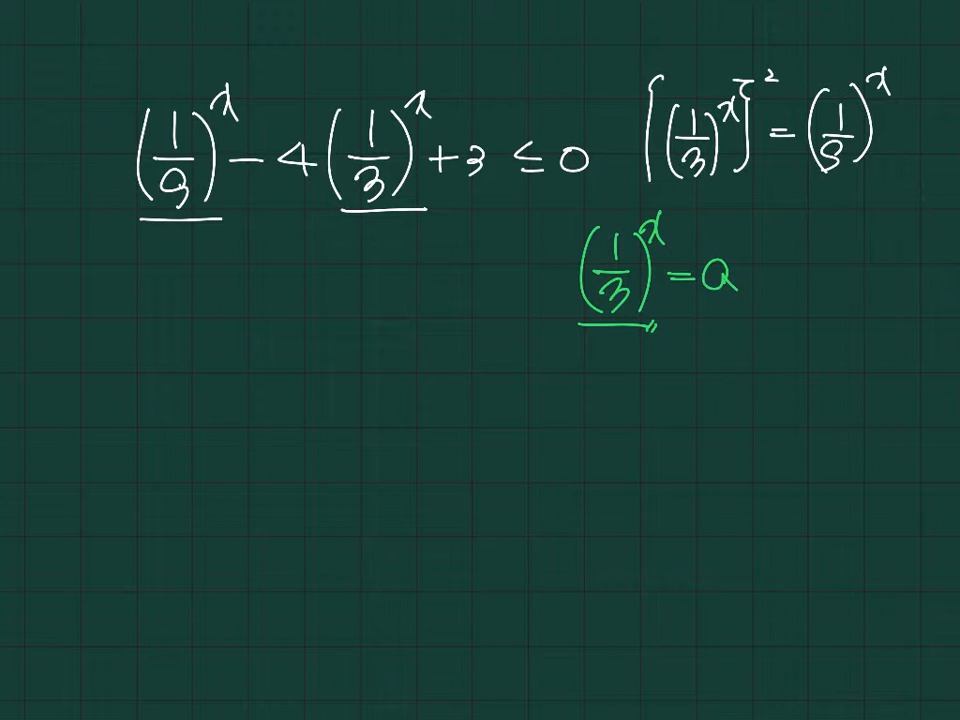 (1/9)^x - 4(1/3)^x + 3 ≤ 0
{(1/3)^x}^2 = (1/9)^x
(1/3)^x = a